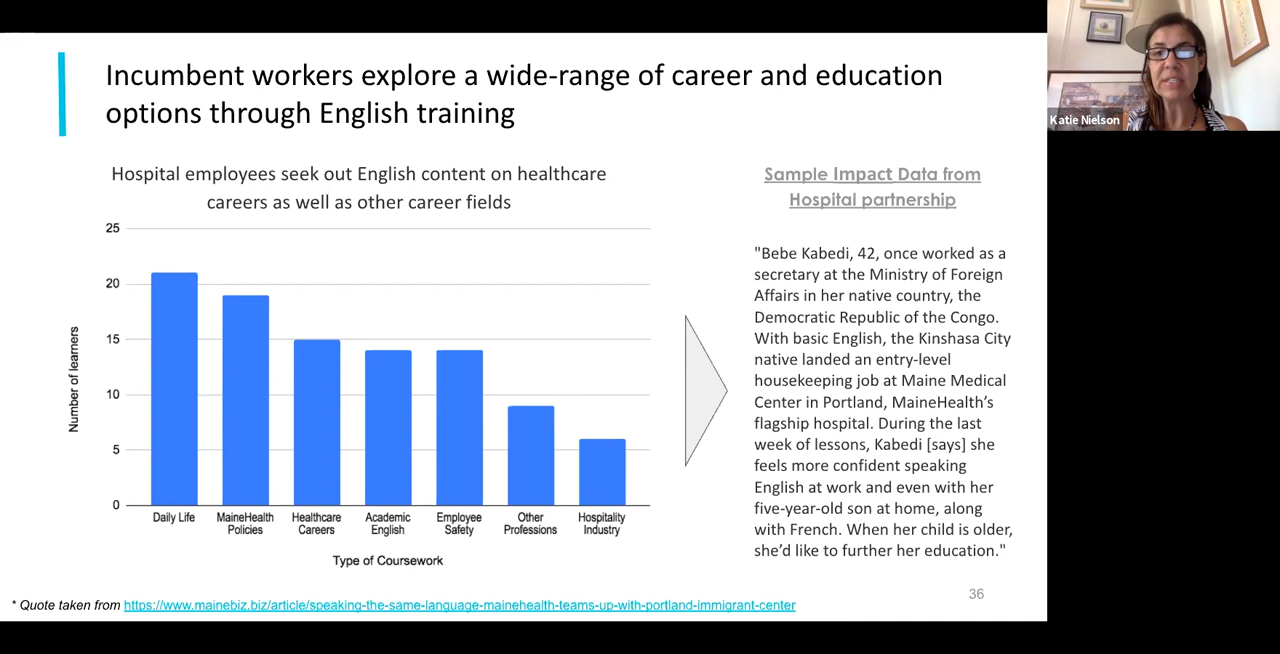 Incumbent workers explore a wide-range of career and education
options through English training
Katie Nielson
Hospital employees seek out English content on healthcare
careers as well as other career fields
25
20
15
10
5
0
Number of learners
Daily Life
MaineHealth
Policies
Healthcare
Careers
Academic
English
Employee
Safety
Other
Professions
Hospitality
Industry
Type of Coursework
Sample Impact Data from
Hospital partnership
"Bebe Kabedi, 42, once worked as a
secretary at the Ministry of Foreign
Affairs in her native country, the
Democratic Republic of the Congo.
With basic English, the Kinshasa City
native landed an entry-level
housekeeping job at Maine Medical
Center in Portland, MaineHealth’s
flagship hospital. During the last
week of lessons, Kabedi [says] she
feels more confident speaking
English at work and even with her
five-year-old son at home, along
with French. When her child is older,
she’d like to further her education."
* Quote taken from https://www.mainebiz.biz/article/speaking-the-same-language-mainehealth-teams-up-with-portland-immigrant-center
36